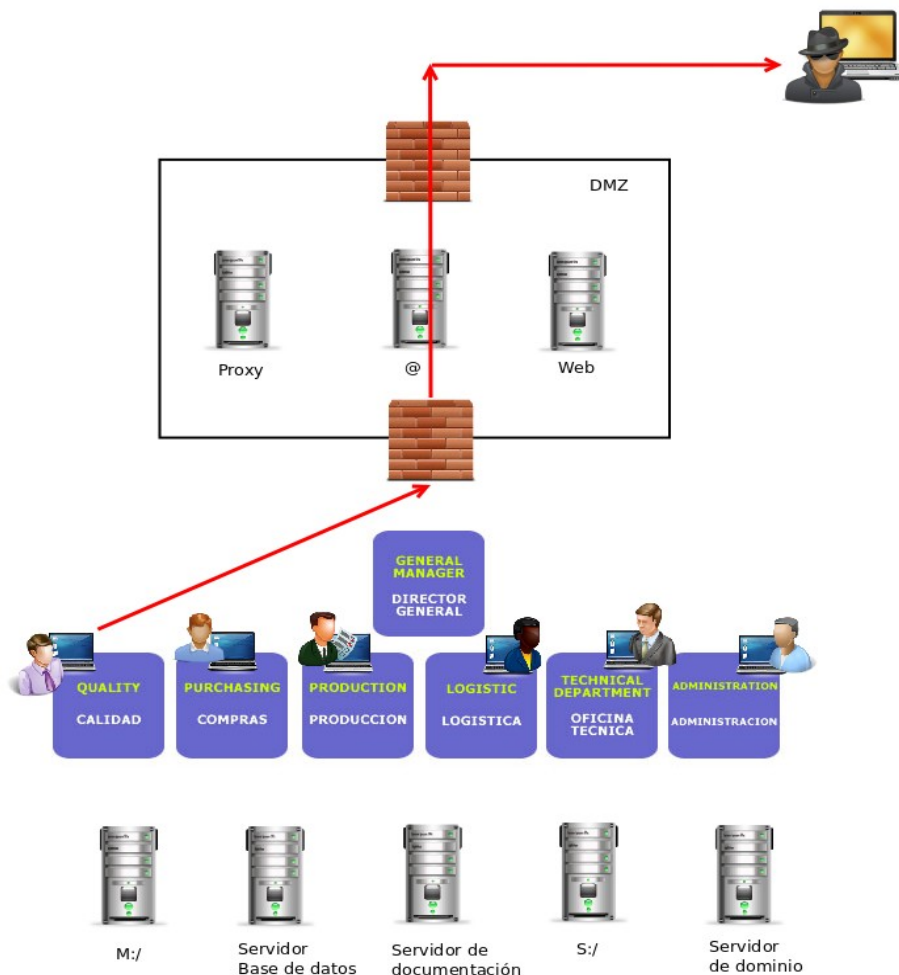 DMZ
Proxy
@
Web
GENERAL
MANAGER
DIRECTOR
GENERAL
QUALITY
CALIDAD
PURCHASING
COMPRAS
PRODUCTION
PRODUCCION
LOGISTIC
LOGISTICA
TECHNICAL
DEPARTMENT
OFICINA
TECNICA
ADMINISTRATION
ADMINISTRACION
M:/
Servidor
Base de datos
Servidor de
documentación
S:/
Servidor
de dominio